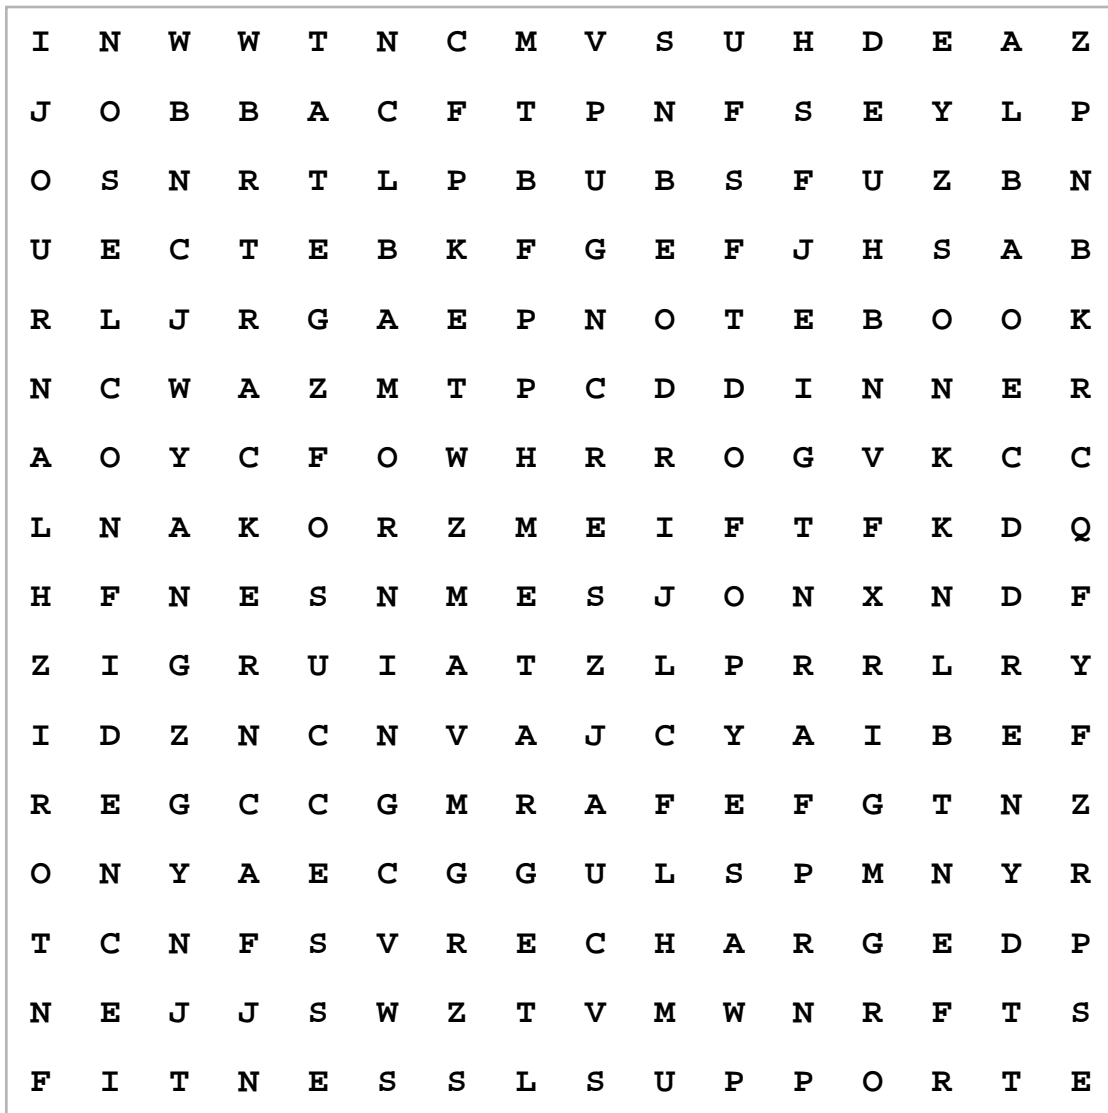 I N W W T N C M V S U H D E A Z
J O B B A C F T P N F S E Y L P
O S N R T L P B U B S F U Z B N
U E C T E B K F G E F J H S A B
R L J R G A E P N O T E B O O K
N C W A Z M T P C D D I N N E R
A O Y C F O W H R R O G V K C C
L N A K O R Z M E I F T F K D Q
H F N E S N M E S J O N X N D F
Z I G R U I A T Z L P R R L R Y
I D Z N C N V A J C Y A I B E F
R E G C C G M R A F E F G T N Z
O N Y A E C G G U L S P M N Y R
T C N F S V R E C H A R G E D P
N E J J S W Z T V M W N R F T S
F I T N E S S L S U P P O R T E